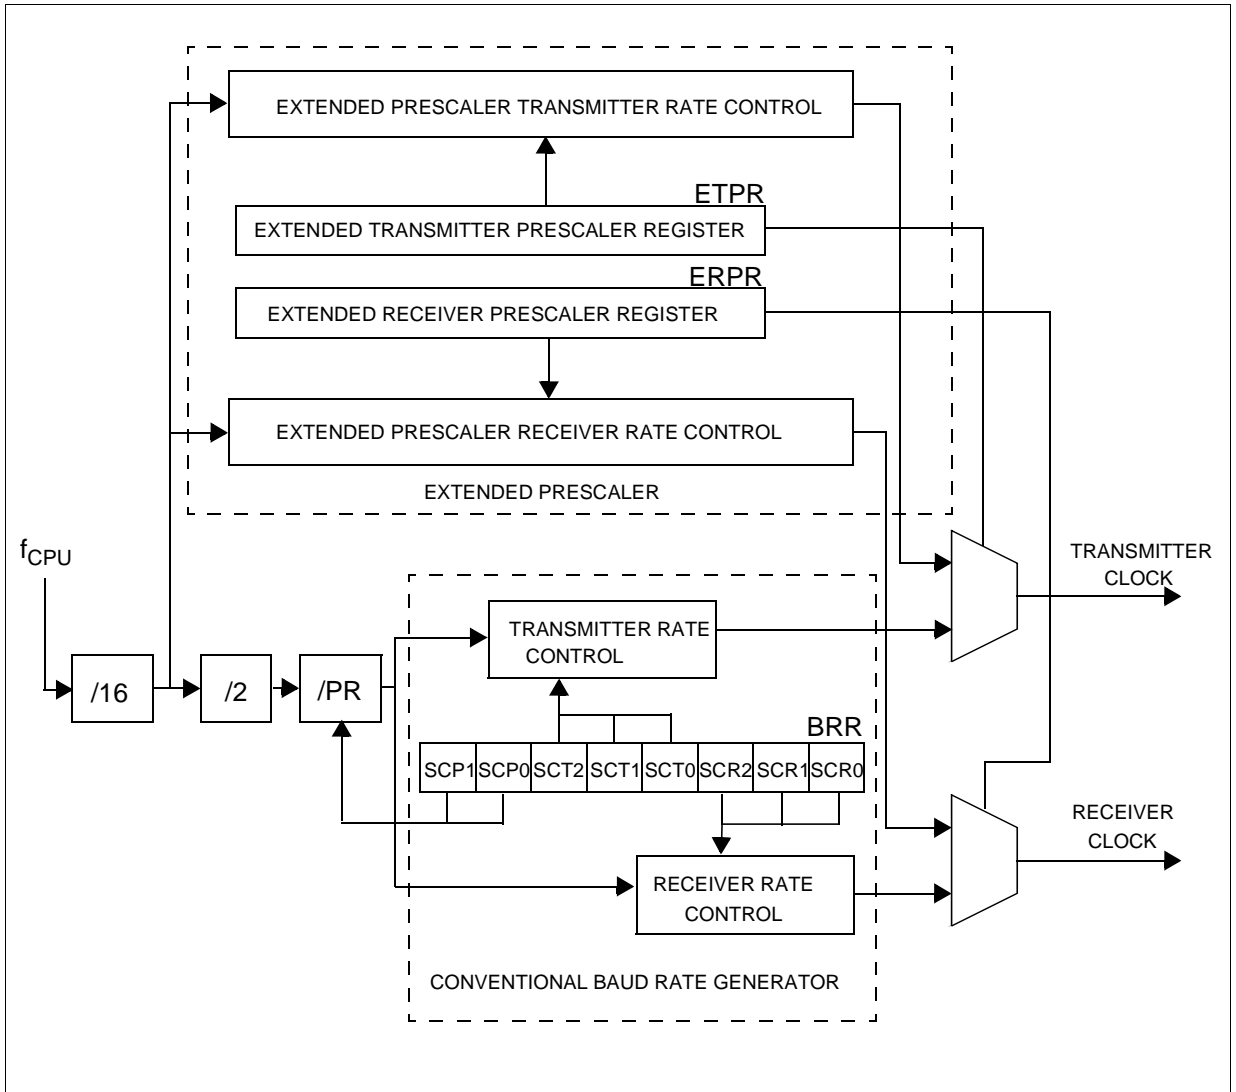 EXTENDED PRESCALER TRANSMITTER RATE CONTROL
ETPR
EXTENDED TRANSMITTER PRESCALER REGISTER
ERPR
EXTENDED RECEIVER PRESCALER REGISTER
EXTENDED PRESCALER RECEIVER RATE CONTROL
EXTENDED PRESCALER
fCPU
TRANSMITTER
CLOCK
TRANSMITTER RATE
CONTROL
/16
/2
/PR
BRR
SCP1 SCP0 SCT2 SCT1 SCT0 SCR2 SCR1 SCR0
RECEIVER
CLOCK
RECEIVER RATE
CONTROL
CONVENTIONAL BAUD RATE GENERATOR